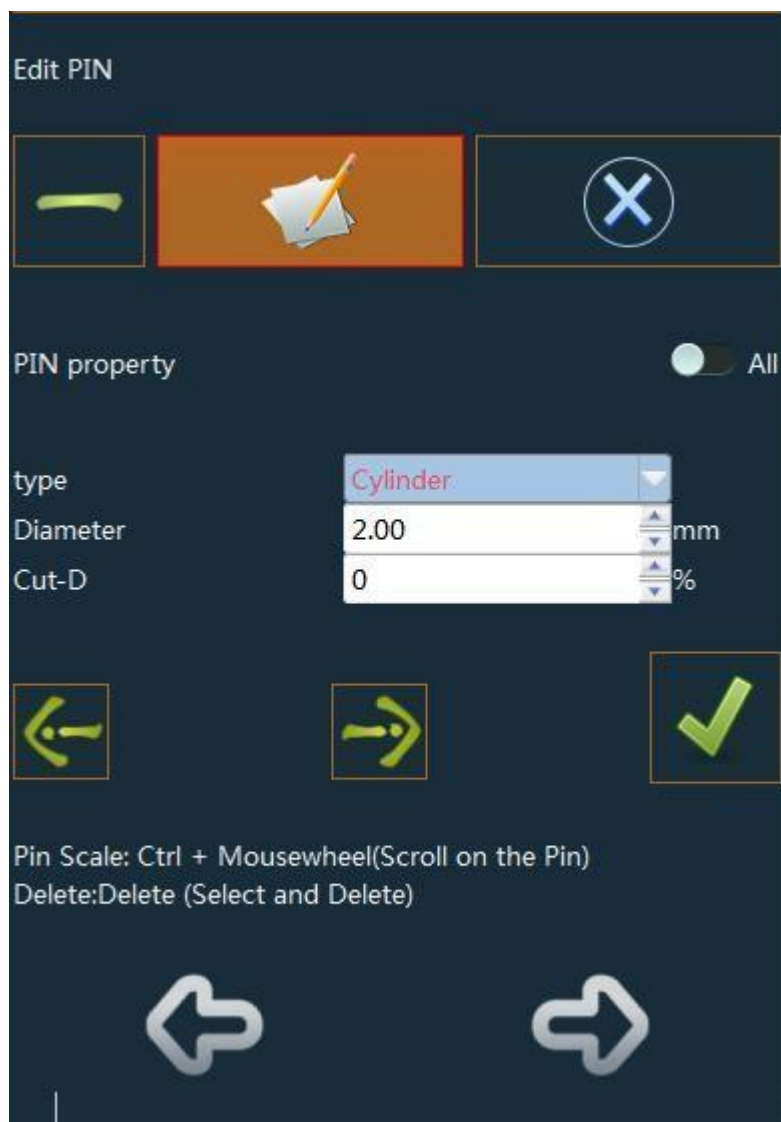 Edit PIN
PIN property All
type Cylinder
Diameter 2.00 mm
Cut-D 0 %
Pin Scale: Ctrl + Mousewheel(Scroll on the Pin)
Delete:Delete (Select and Delete)